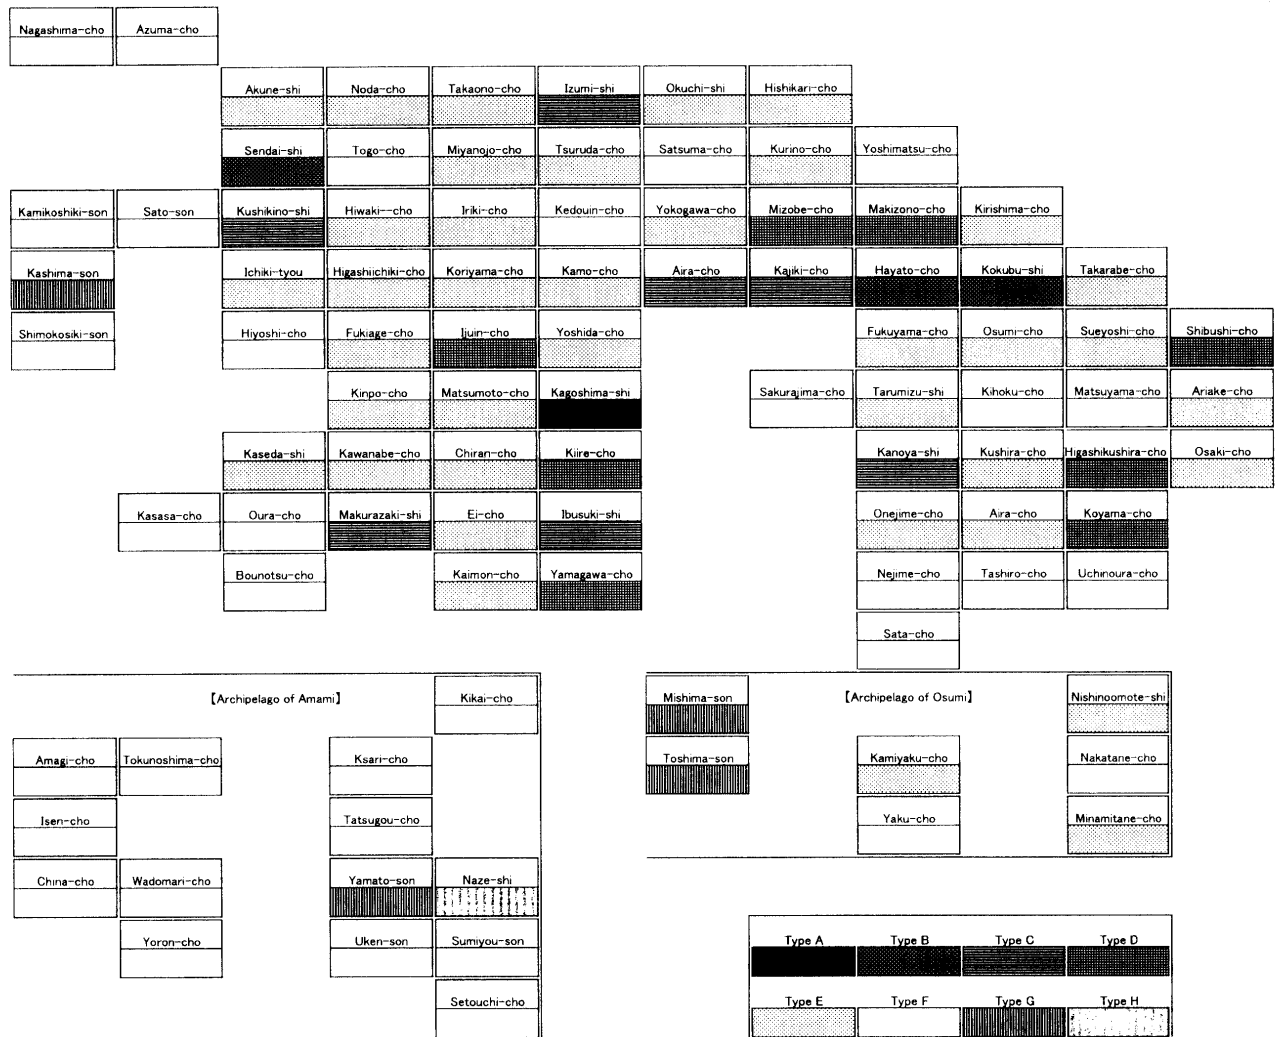 Nagashima-cho Azuma-cho
Akune-shi Noda-cho Takaono-cho Izumi-shi Okuchi-shi Hishikari-cho
Sendai-shi Togo-cho Miyanojo-cho Tsuruda-cho Satsuma-cho Kurino-cho Yoshimatsu-cho
Kamikoshiki-son Sato-son Kushikino-shi Hiwaki--cho Iriki-cho Kedouin-cho Yokogawa-cho Mizobe-cho Makizono-cho Kirishima-cho
Kashima-son Ichiki-tyou Higashiichiki-cho Koriyama-cho Kamo-cho Aira-cho Kajiki-cho Hayato-cho Kokubu-shi Takarabe-cho
Shimokosiki-son Hiyoshi-cho Fukiage-cho Ijuin-cho Yoshida-cho Fukuyama-cho Osumi-cho Sueyoshi-cho Shibushi-cho
Kinpo-cho Matsumoto-cho Kagoshima-shi Sakurajima-cho Tarumizu-shi Kihoku-cho Matsuyama-cho Ariake-cho
Kaseda-shi Kawanabe-cho Chiran-cho Kiire-cho Kanoya-shi Kushira-cho Higashikushira-cho Osaki-cho
Kasasa-cho Oura-cho Makurazaki-shi Ei-cho Ibusuki-shi Onejime-cho Aira-cho Koyama-cho
Bounotsu-cho Kaimon-cho Yamagawa-cho Nejime-cho Tashiro-cho Uchinoura-cho
Sata-cho
【Archipelago of Amami】 Kikai-cho
Amagi-cho Tokunoshima-cho Ksari-cho
Isen-cho Tatsugou-cho
China-cho Wadomari-cho Yamato-son Naze-shi
Yoron-cho Uken-son Sumiyou-son
Setouchi-cho
Mishima-son 【Archipelago of Osumi】 Nishinoomote-shi
Toshima-son Kamiyaku-cho Nakatane-cho
Yaku-cho Minamitane-cho
Type A Type B Type C Type D
Type E Type F Type G Type H